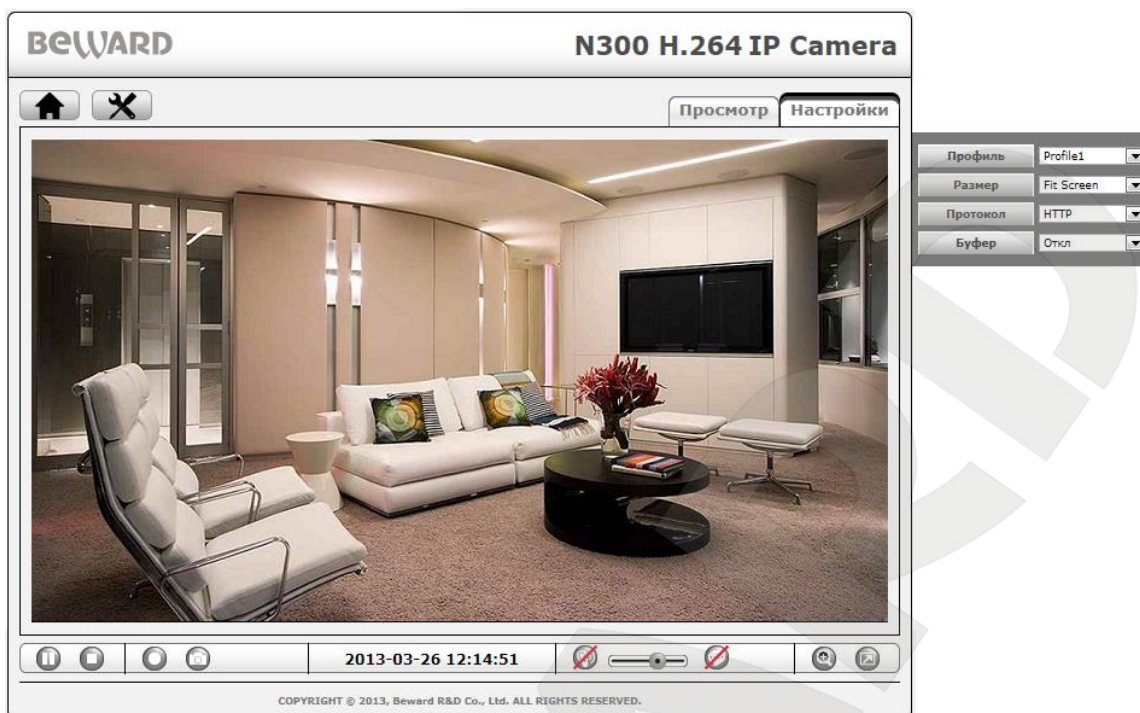 BEWARD
N300 H.264 IP Camera
Просмотр
Настройки
Профиль Profile1
Размер Fit Screen
Протокол HTTP
Буфер Откл
2013-03-26 12:14:51
COPYRIGHT © 2013, Beward R&D Co., Ltd. ALL RIGHTS RESERVED.